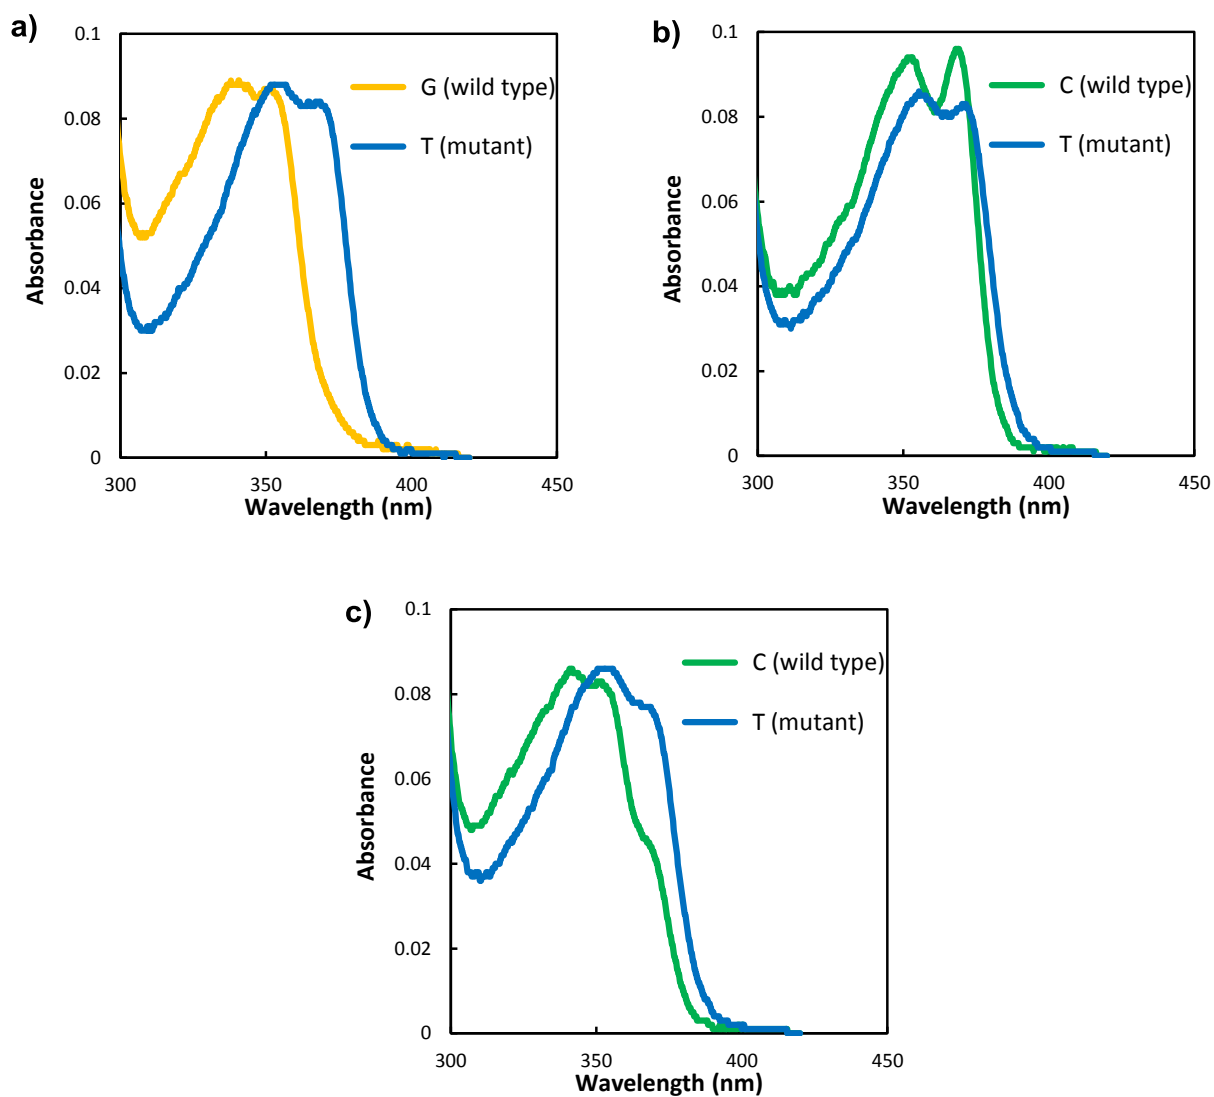 a)
0.1
0.08
0.06
0.04
0.02
0
Absorbance
G (wild type)
T (mutant)
300
350
400
450
Wavelength (nm)
b)
0.1
0.08
0.06
0.04
0.02
0
Absorbance
C (wild type)
T (mutant)
300
350
400
450
Wavelength (nm)
c)
0.1
0.08
0.06
0.04
0.02
0
Absorbance
C (wild type)
T (mutant)
300
350
400
450
Wavelength (nm)